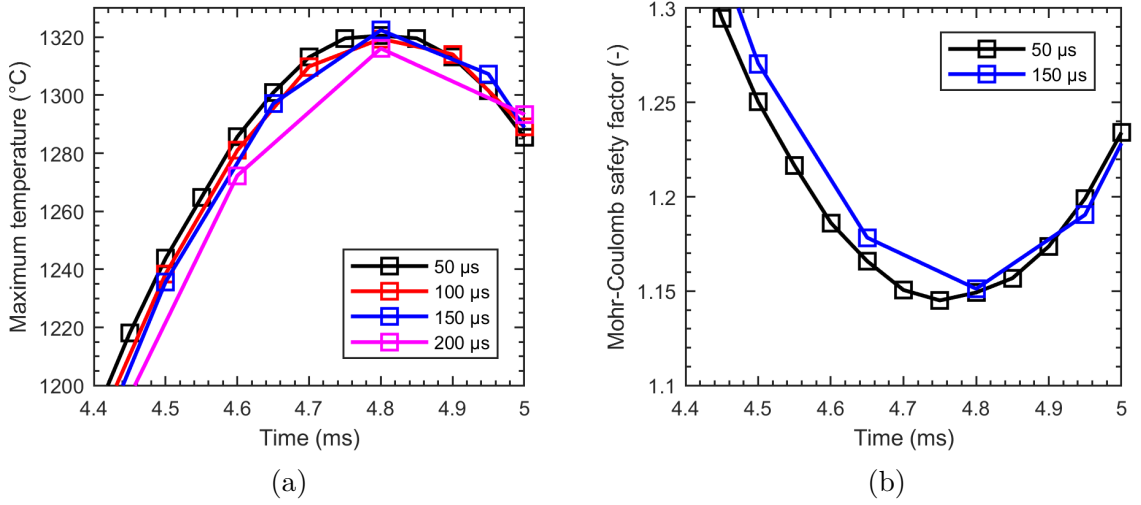 Maximum temperature (°C)
1320
1300
1280
1260
1240
1220
1200
4.4
4.5
4.6
4.7
4.8
4.9
5
Time (ms)
50 µs
100 µs
150 µs
200 µs
(a)
Mohr-Coulomb safety factor (-)
1.3
1.25
1.2
1.15
1.1
4.4
4.5
4.6
4.7
4.8
4.9
5
Time (ms)
50 µs
150 µs
(b)